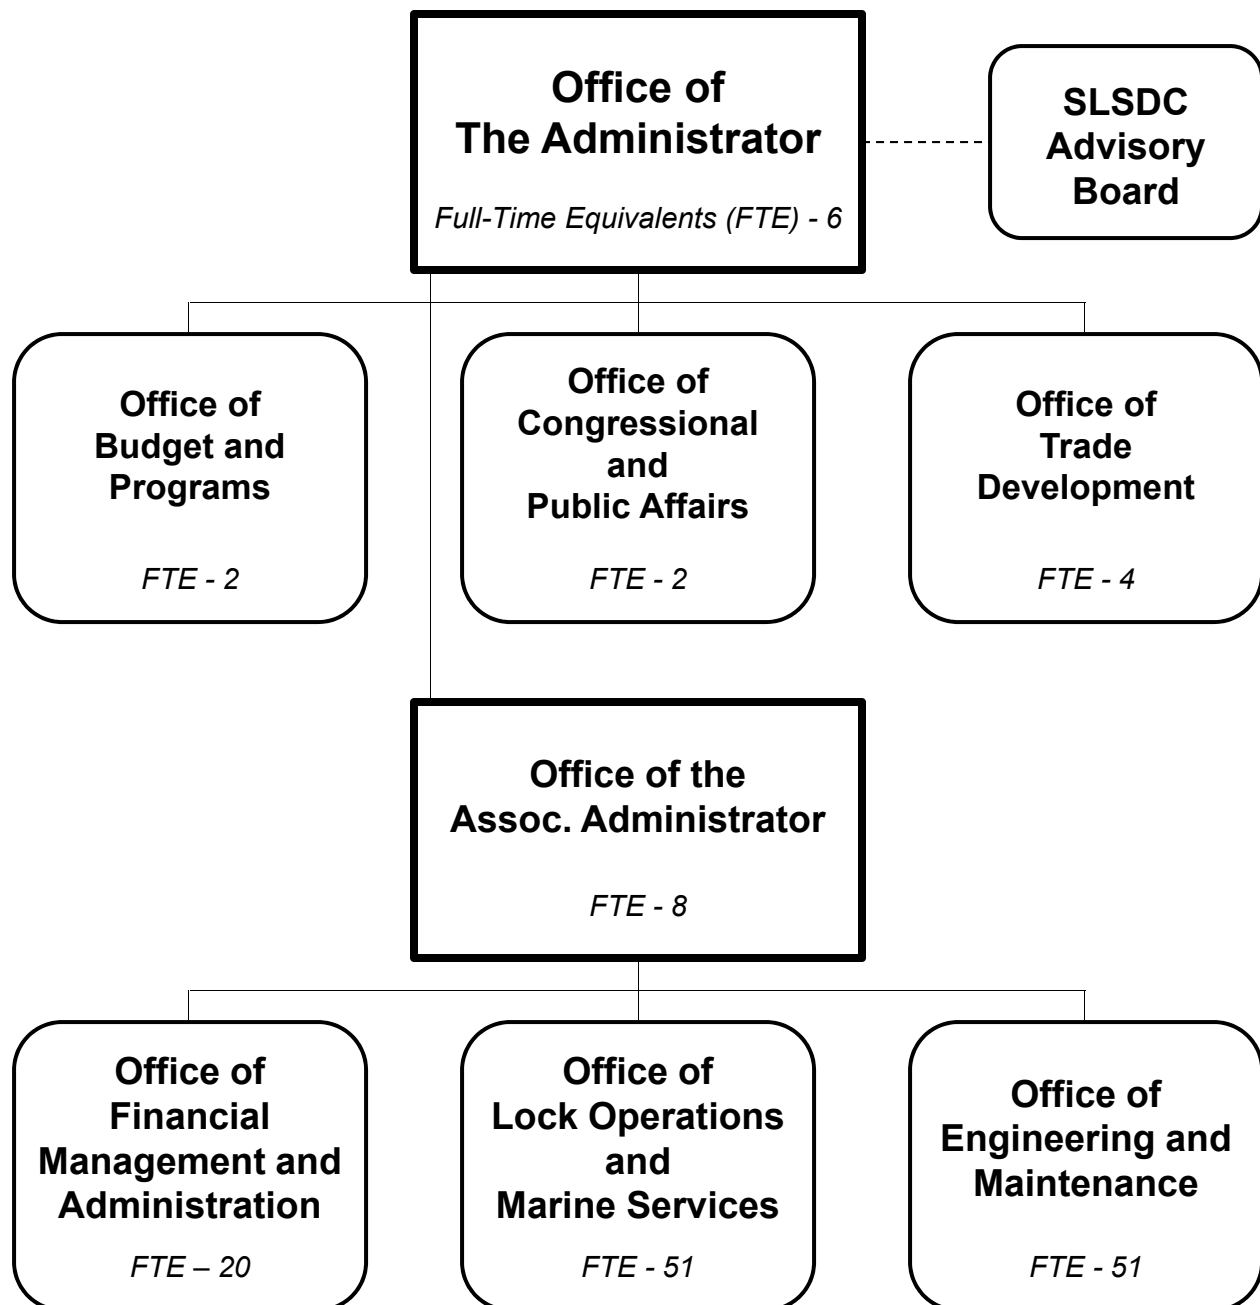 Office of
The Administrator
Full-Time Equivalents (FTE) - 6
SLSDC
Advisory
Board
Office of
Budget and
Programs
FTE - 2
Office of
Congressional
and
Public Affairs
FTE - 2
Office of
Trade
Development
FTE - 4
Office of the
Assoc. Administrator
FTE - 8
Office of
Financial
Management and
Administration
FTE – 20
Office of
Lock Operations
and
Marine Services
FTE - 51
Office of
Engineering and
Maintenance
FTE - 51